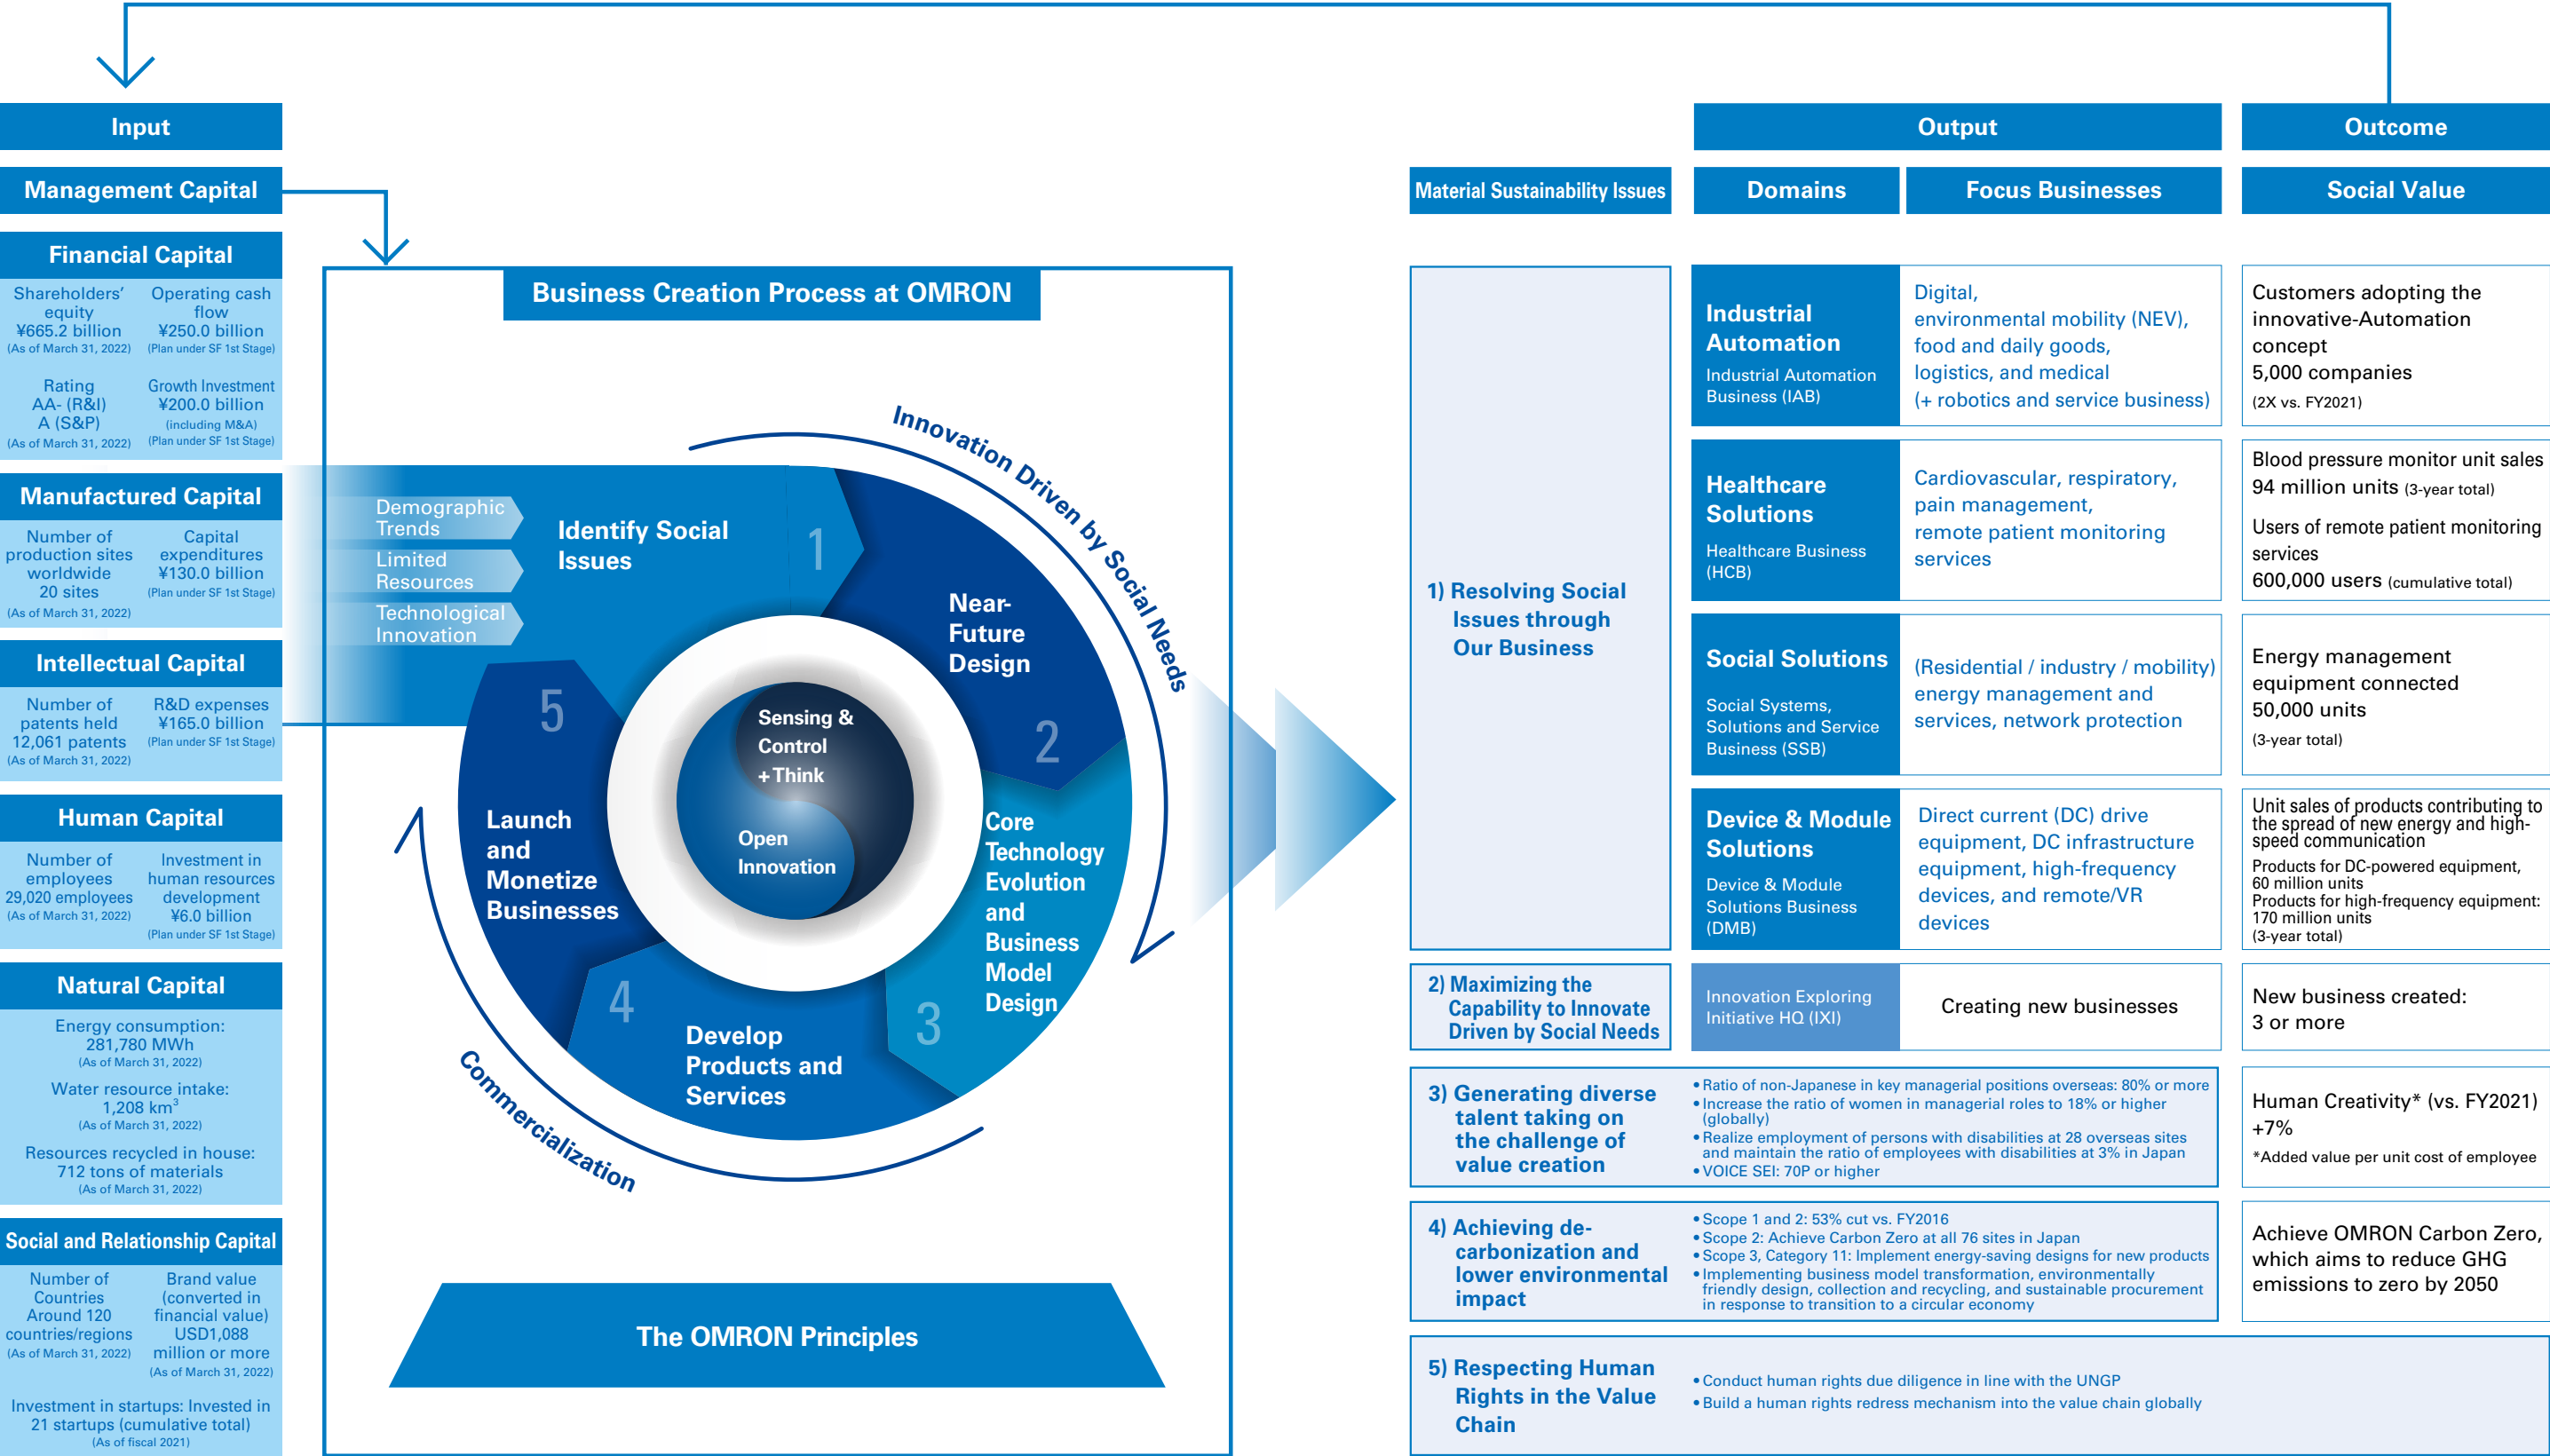 Input
Management Capital
Financial Capital
Shareholders’
equity
¥665.2 billion
(As of March 31, 2022)
Operating cash
flow
¥250.0 billion
(Plan under SF 1st Stage)
Rating
AA- (R&I)
A (S&P)
(As of March 31, 2022)
Growth Investment
¥200.0 billion
(including M&A)
(Plan under SF 1st Stage)
Manufactured Capital
Number of
production sites
worldwide
20 sites
(As of March 31, 2022)
Capital
expenditures
¥130.0 billion
(Plan under SF 1st Stage)
Intellectual Capital
Number of
patents held
12,061 patents
(As of March 31, 2022)
R&D expenses
¥165.0 billion
(Plan under SF 1st Stage)
Human Capital
Number of
employees
29,020 employees
(As of March 31, 2022)
Investment in
human resources
development
¥6.0 billion
(Plan under SF 1st Stage)
Natural Capital
Energy consumption:
281,780 MWh
(As of March 31, 2022)
Water resource intake:
1,208 km³
(As of March 31, 2022)
Resources recycled in house:
712 tons of materials
(As of March 31, 2022)
Social and Relationship Capital
Number of
Countries
Around 120
countries/regions
(As of March 31, 2022)
Brand value
(converted in
financial value)
USD1,088
million or more
(As of March 31, 2022)
Investment in startups: Invested in
21 startups (cumulative total)
(As of fiscal 2021)
Business Creation Process at OMRON
Innovation Driven by Social Needs
Demographic
Trends
Limited
Resources
Technological
Innovation
Identify Social
Issues
1
Near-
Future
Design
2
Core
Technology
Evolution
and
Business
Model
Design
3
Develop
Products and
Services
4
Launch
and
Monetize
Businesses
5
Sensing &
Control
+ Think
Open
Innovation
Commercialization
The OMRON Principles
Output
Outcome
Material Sustainability Issues
Domains
Focus Businesses
Social Value
1) Resolving Social
Issues through
Our Business
Industrial
Automation
Industrial Automation
Business (IAB)
Digital,
environmental mobility (NEV),
food and daily goods,
logistics, and medical
(+ robotics and service business)
Customers adopting the
innovative-Automation
concept
5,000 companies
(2X vs. FY2021)
Healthcare
Solutions
Healthcare Business
(HCB)
Cardiovascular, respiratory,
pain management,
remote patient monitoring
services
Blood pressure monitor unit sales
94 million units (3-year total)
Users of remote patient monitoring
services
600,000 users (cumulative total)
Social Solutions
Social Systems,
Solutions and Service
Business (SSB)
(Residential / industry / mobility)
energy management and
services, network protection
Energy management
equipment connected
50,000 units
(3-year total)
Device & Module
Solutions
Device & Module
Solutions Business
(DMB)
Direct current (DC) drive
equipment, DC infrastructure
equipment, high-frequency
devices, and remote/VR
devices
Unit sales of products contributing to
the spread of new energy and high-
speed communication
Products for DC-powered equipment,
60 million units
Products for high-frequency equipment:
170 million units
(3-year total)
2) Maximizing the
Capability to Innovate
Driven by Social Needs
Innovation Exploring
Initiative HQ (IXI)
Creating new businesses
New business created:
3 or more
3) Generating diverse
talent taking on
the challenge of
value creation
• Ratio of non-Japanese in key managerial positions overseas: 80% or more
• Increase the ratio of women in managerial roles to 18% or higher
(globally)
• Realize employment of persons with disabilities at 28 overseas sites
and maintain the ratio of employees with disabilities at 3% in Japan
• VOICE SEI: 70P or higher
Human Creativity* (vs. FY2021)
+7%
*Added value per unit cost of employee
4) Achieving de-
carbonization and
lower environmental
impact
• Scope 1 and 2: 53% cut vs. FY2016
• Scope 2: Achieve Carbon Zero at all 76 sites in Japan
• Scope 3, Category 11: Implement energy-saving designs for new products
• Implementing business model transformation, environmentally
friendly design, collection and recycling, and sustainable procurement
in response to transition to a circular economy
Achieve OMRON Carbon Zero,
which aims to reduce GHG
emissions to zero by 2050
5) Respecting Human
Rights in the Value
Chain
• Conduct human rights due diligence in line with the UNGP
• Build a human rights redress mechanism into the value chain globally